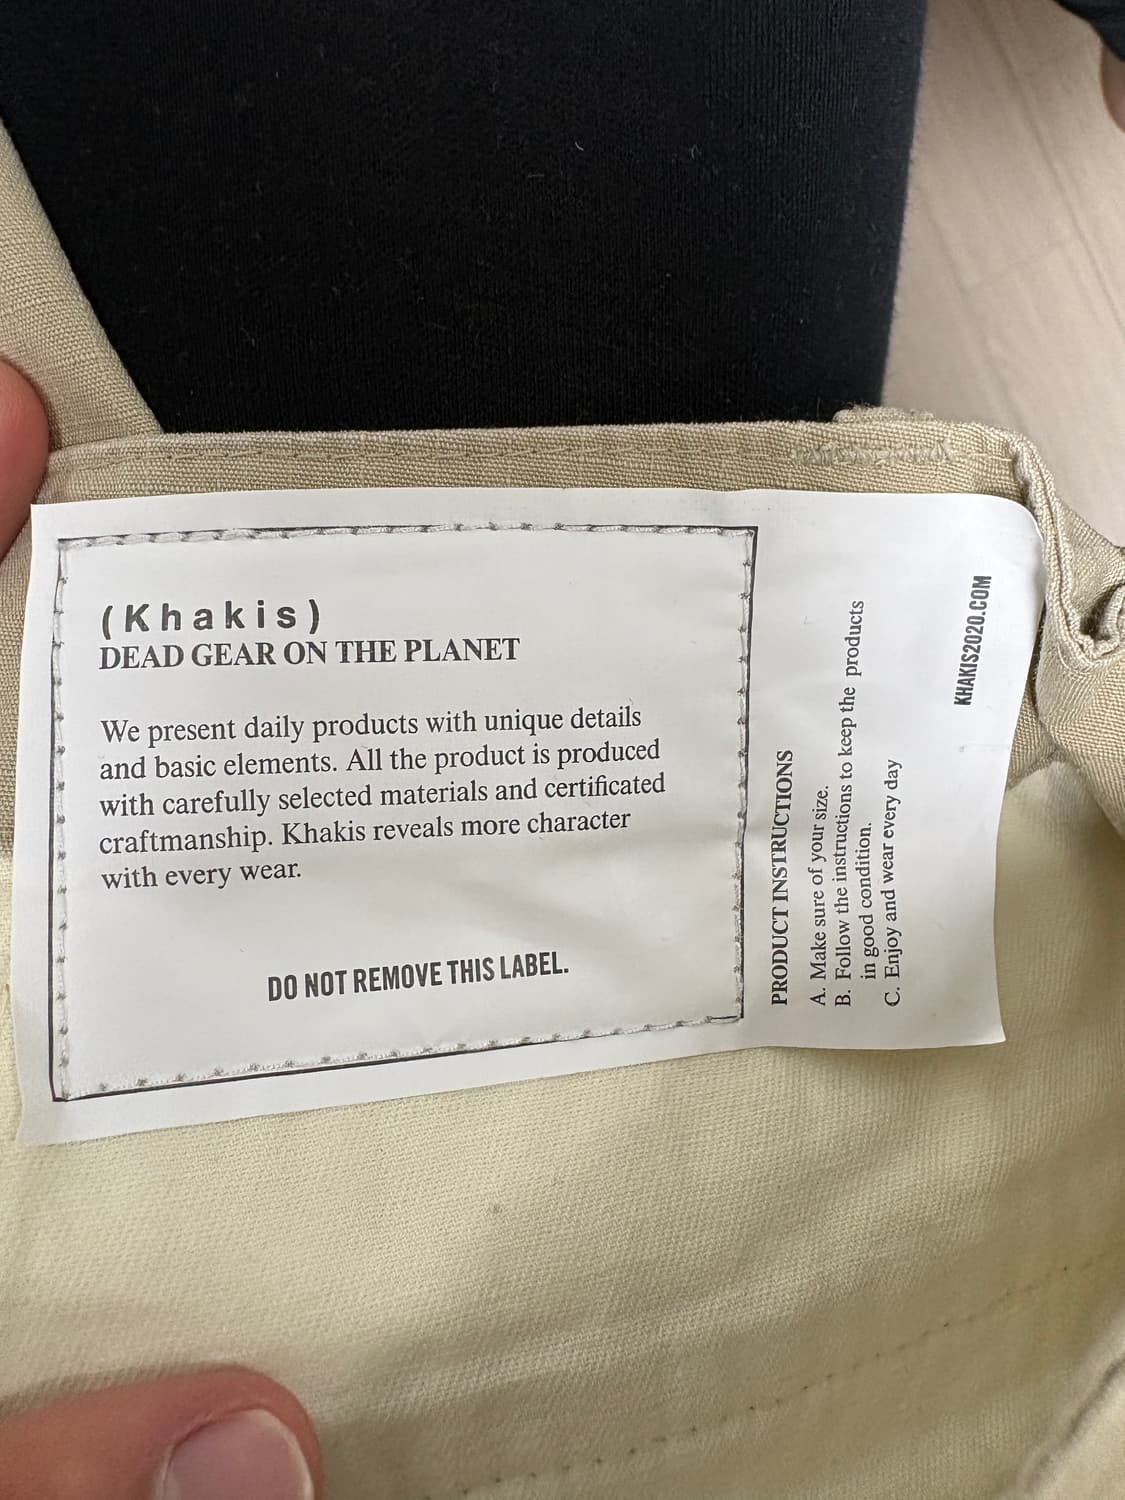 (Khakis)
DEAD GEAR ON THE PLANET
We present daily products with unique details
and basic elements. All the product is produced
with carefully selected materials and certificated
craftmanship. Khakis reveals more character
with every wear.
DO NOT REMOVE THIS LABEL.
PRODUCT INSTRUCTIONS
A. Make sure of your size.
B. Follow the instructions to keep the products
in good condition.
C. Enjoy and wear every day
KHAKIS2020.COM